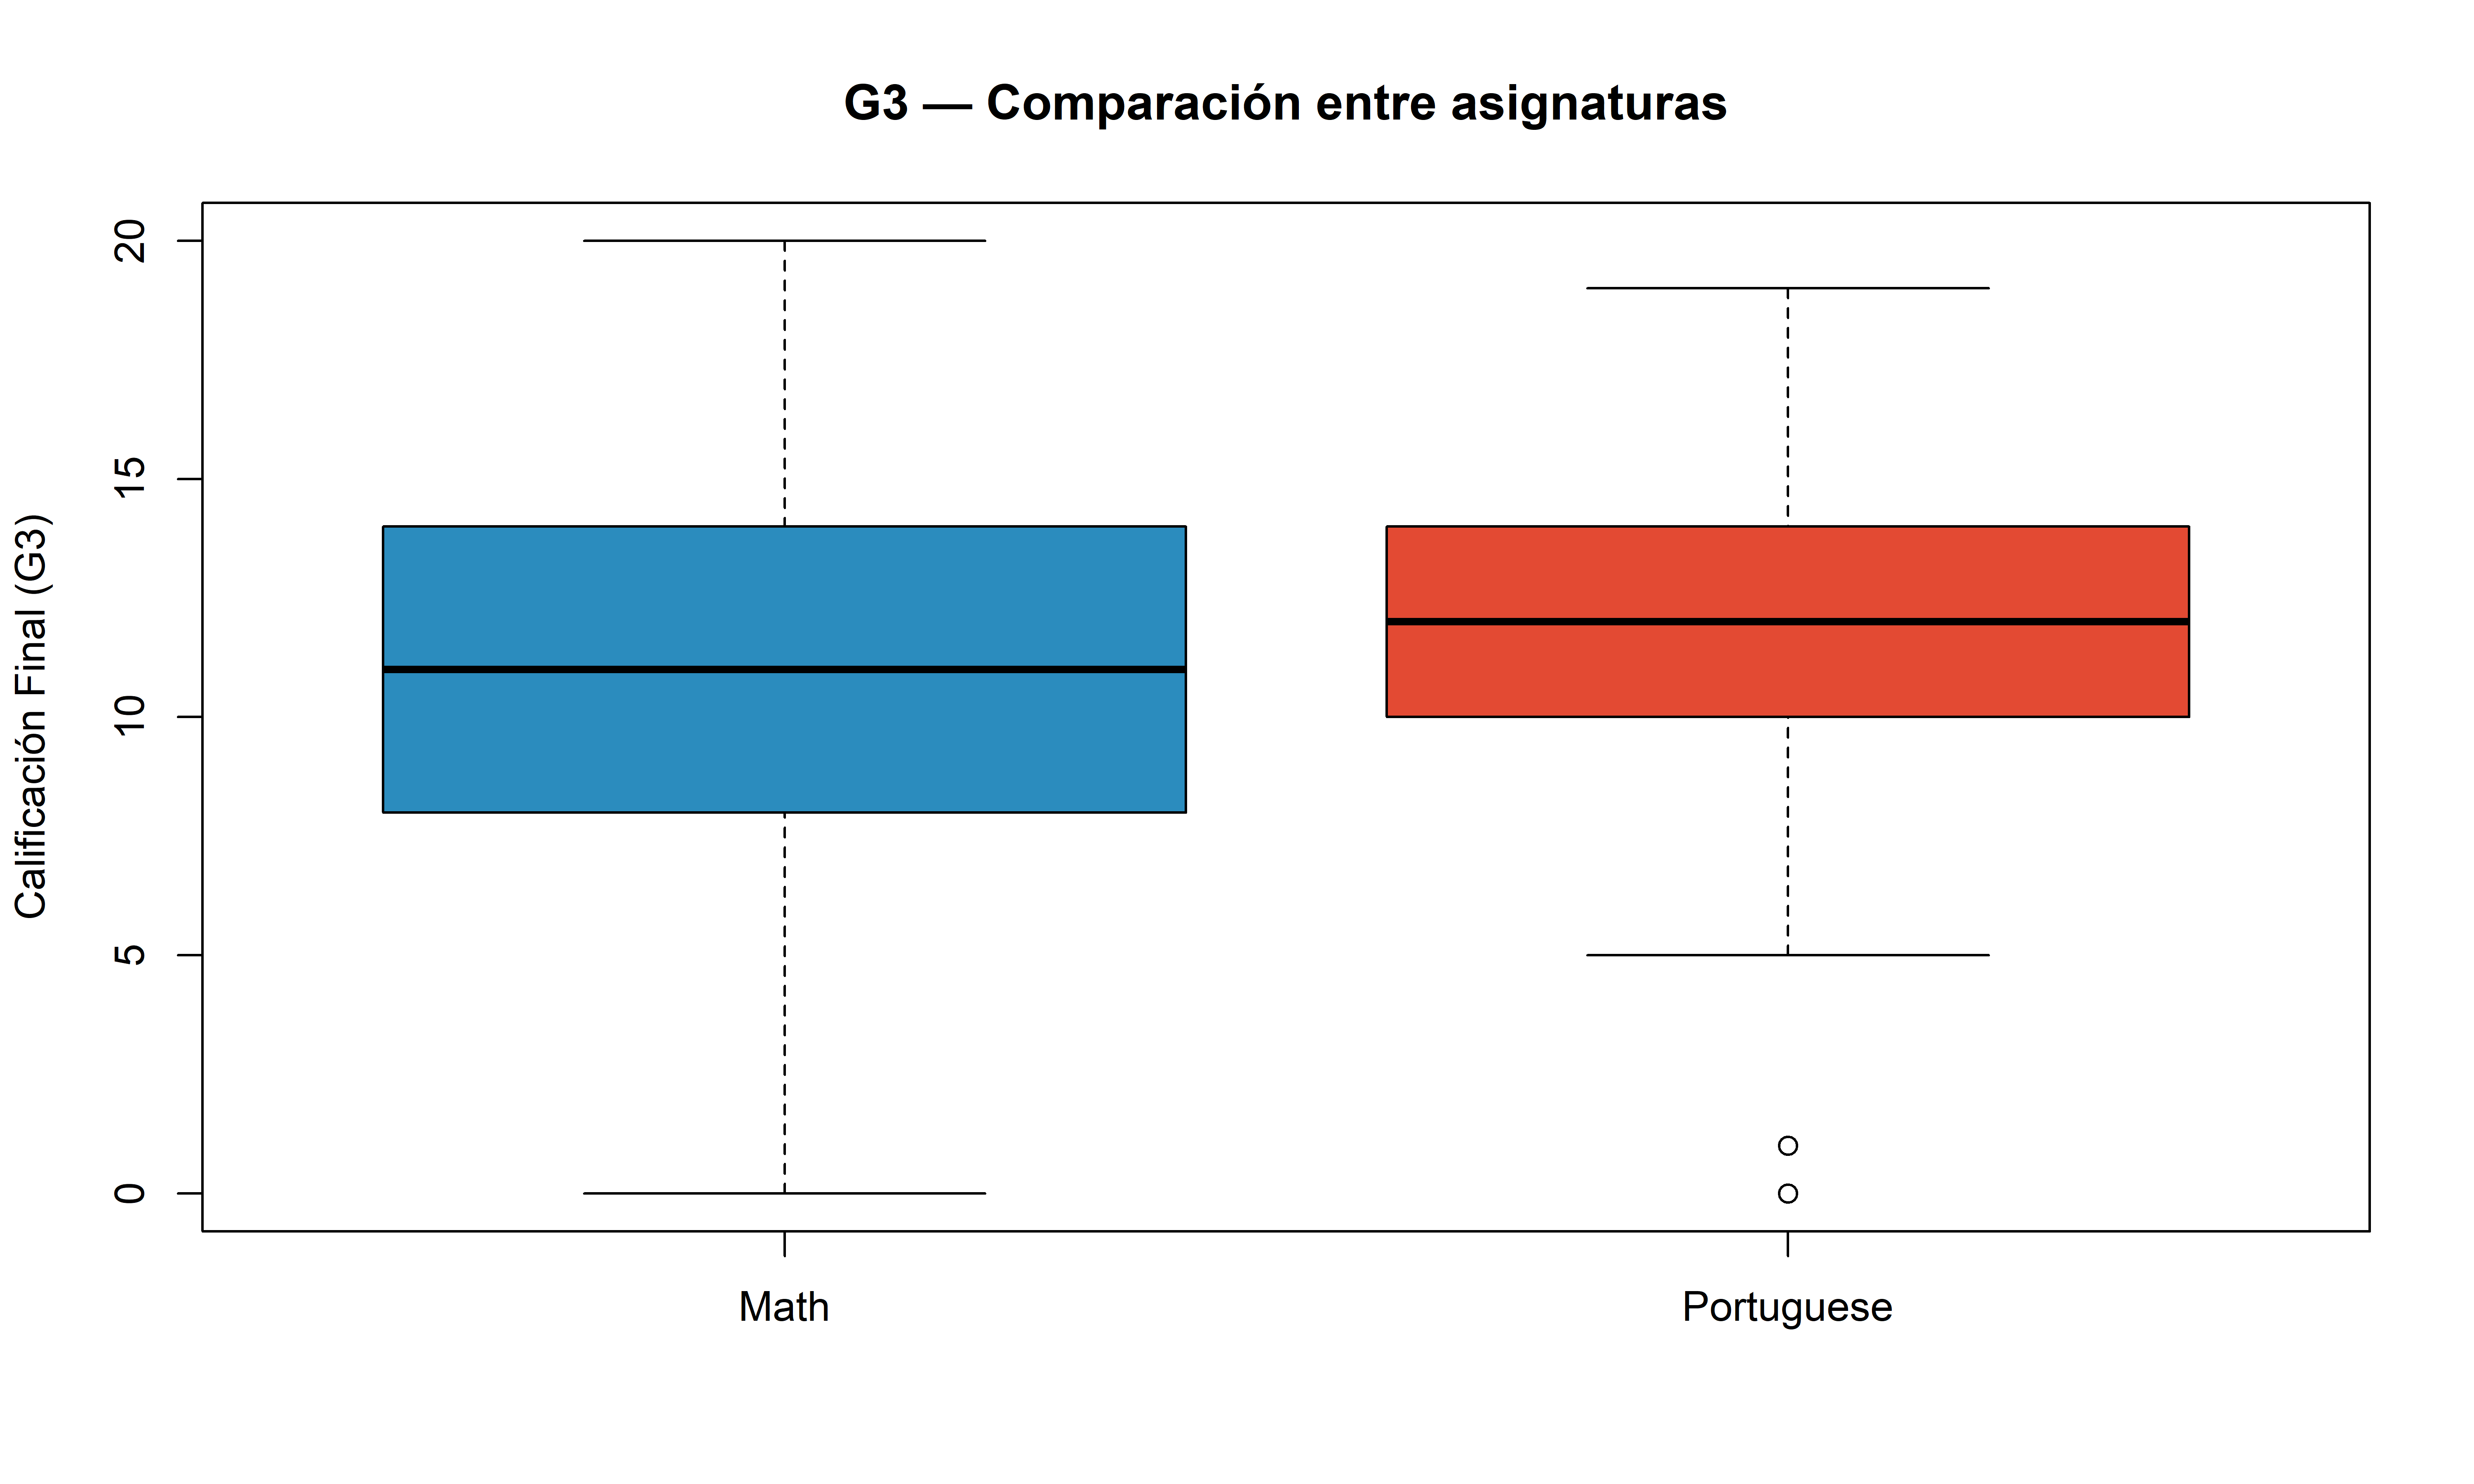 G3 — Comparación entre asignaturas
Calificación Final (G3)
20
15
10
5
0
Math
Portuguese